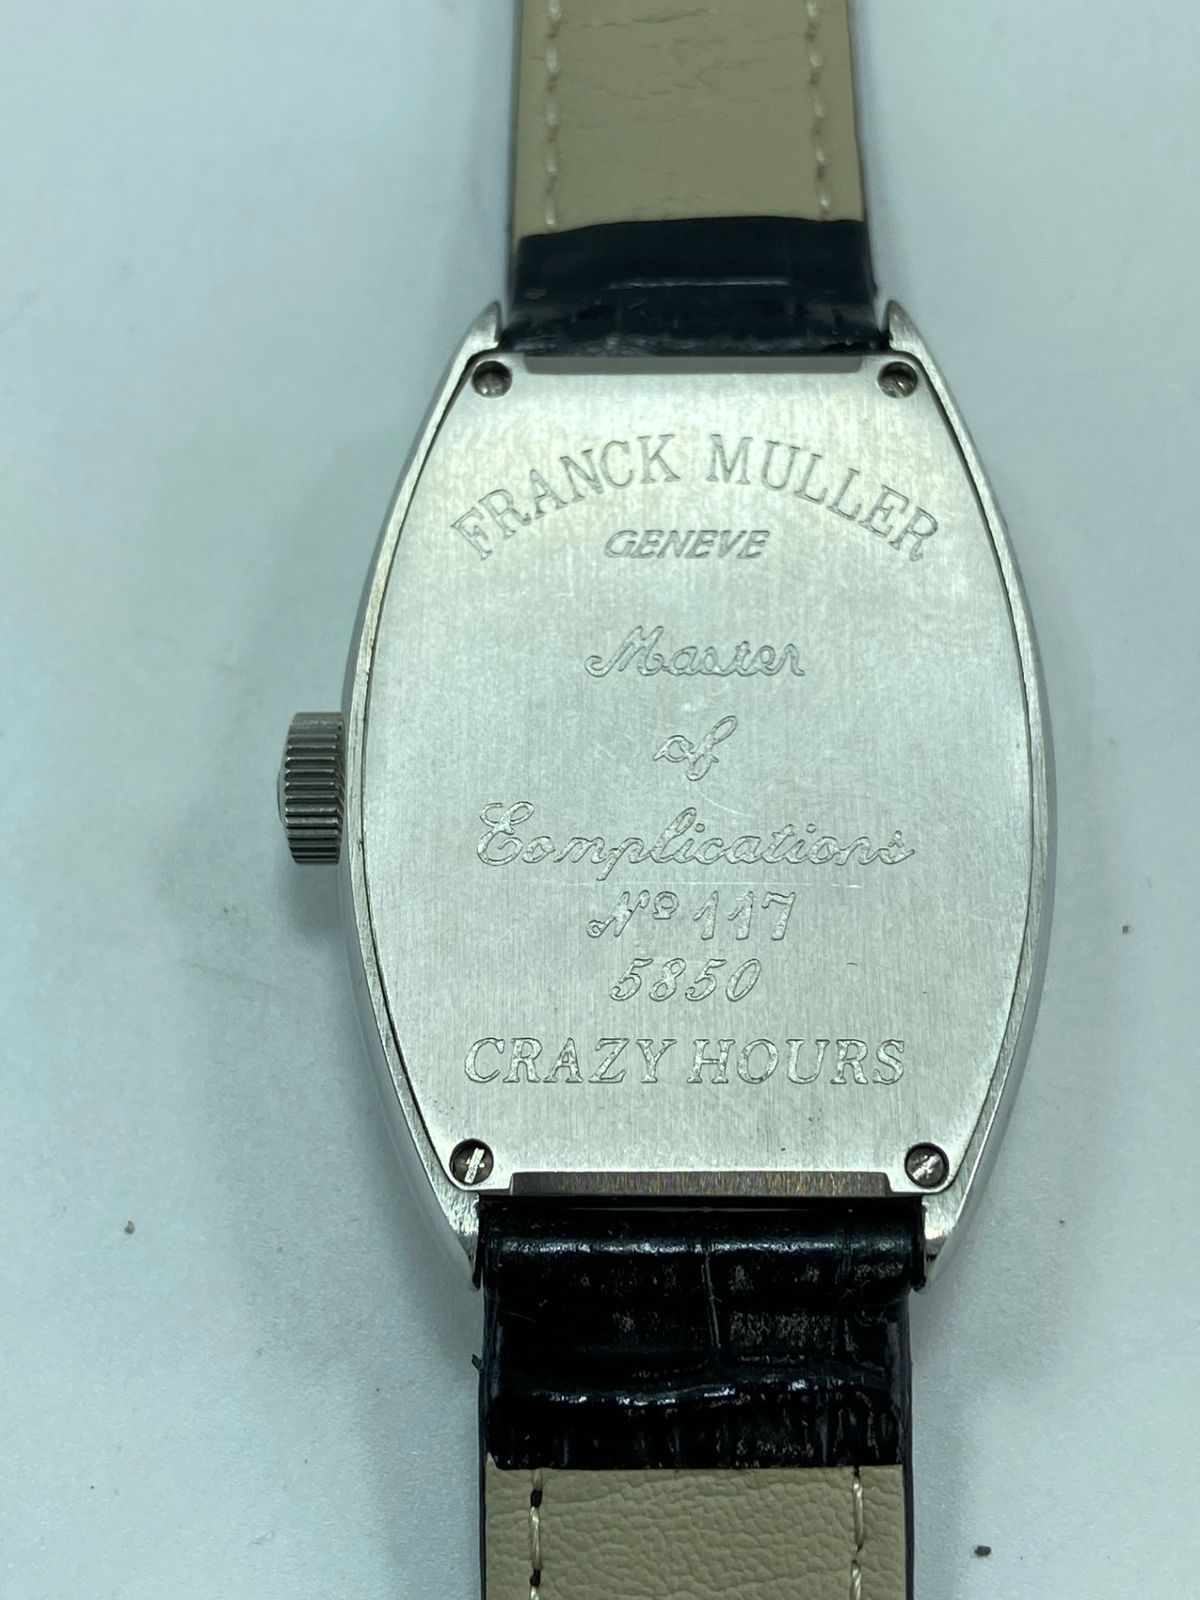 FRANCK MULLER
GENEVE
Master
of
Complications
Nº 117
5850
CRAZY HOURS